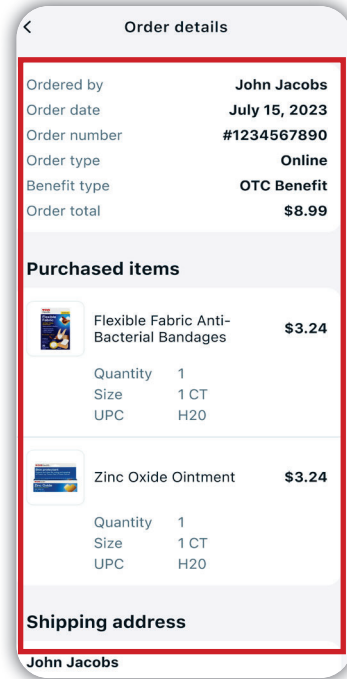 Order details
Ordered by John Jacobs
Order date July 15, 2023
Order number #1234567890
Order type Online
Benefit type OTC Benefit
Order total $8.99
Purchased items
Flexible Fabric Anti-
Bacterial Bandages
$3.24
Quantity 1
Size 1 CT
UPC H20
Zinc Oxide Ointment $3.24
Quantity 1
Size 1 CT
UPC H20
Shipping address
John Jacobs